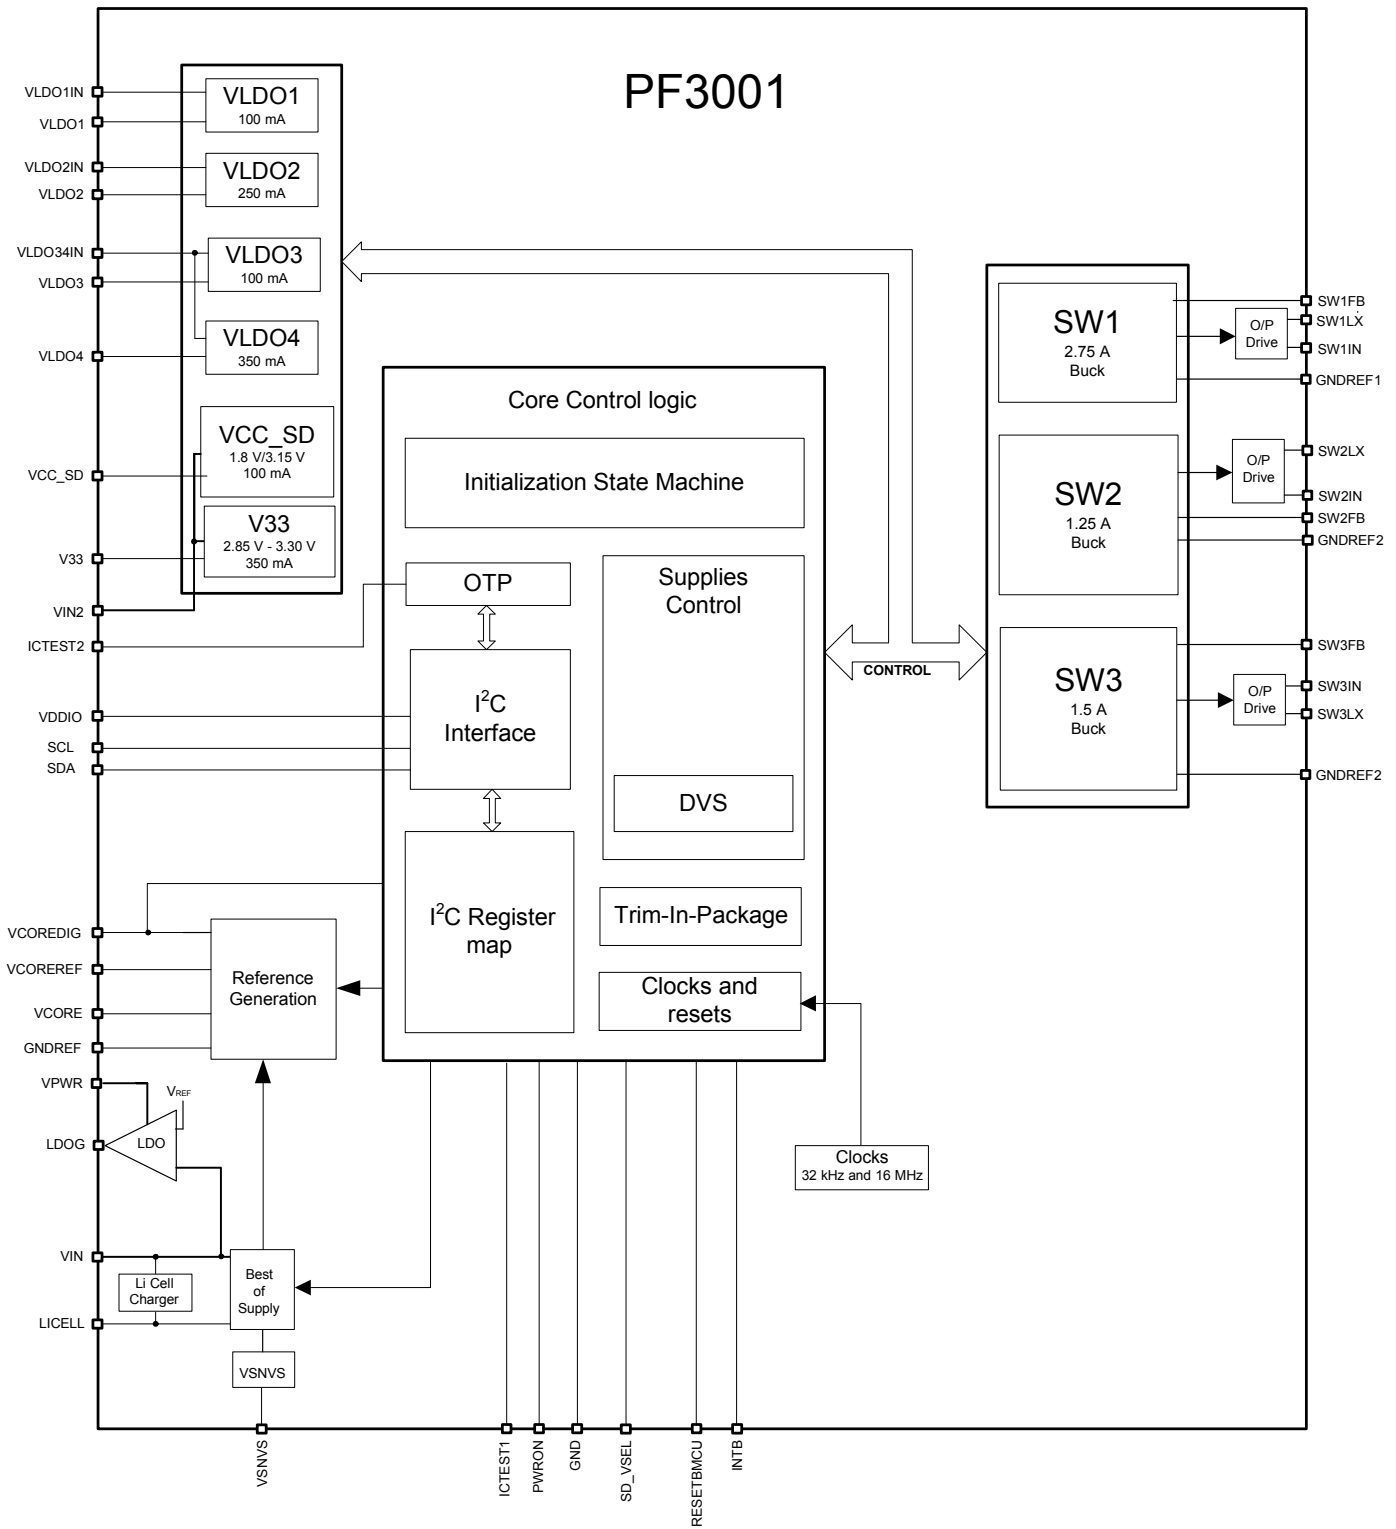 PF3001
VLDO1IN
VLDO1
VLDO2IN
VLDO2
VLDO34IN
VLDO3
VLDO4
VCC_SD
V33
VIN2
ICTEST2
VDDIO
SCL
SDA
VCOREDIG
VCOREREF
VCORE
GNDREF
VPWR
LDOG
VIN
LICELL
VLDO1
100 mA
VLDO2
250 mA
VLDO3
100 mA
VLDO4
350 mA
VCC_SD
1.8 V/3.15 V
100 mA
V33
2.85 V - 3.30 V
350 mA
Core Control logic
Initialization State Machine
OTP
I²C
Interface
I²C Register
map
Supplies
Control
DVS
Trim-In-Package
Clocks and
resets
CONTROL
SW1
2.75 A
Buck
SW2
1.25 A
Buck
SW3
1.5 A
Buck
O/P
Drive
O/P
Drive
O/P
Drive
SW1FB
SW1LX
SW1IN
GNDREF1
SW2LX
SW2IN
SW2FB
GNDREF2
SW3FB
SW3IN
SW3LX
GNDREF2
Reference
Generation
VREF
LDO
Li Cell
Charger
Best
of
Supply
VSNVS
Clocks
32 kHz and 16 MHz
VSNVS
ICTEST1
PWRON
GND
SD_VSEL
RESETBMCU
INTB